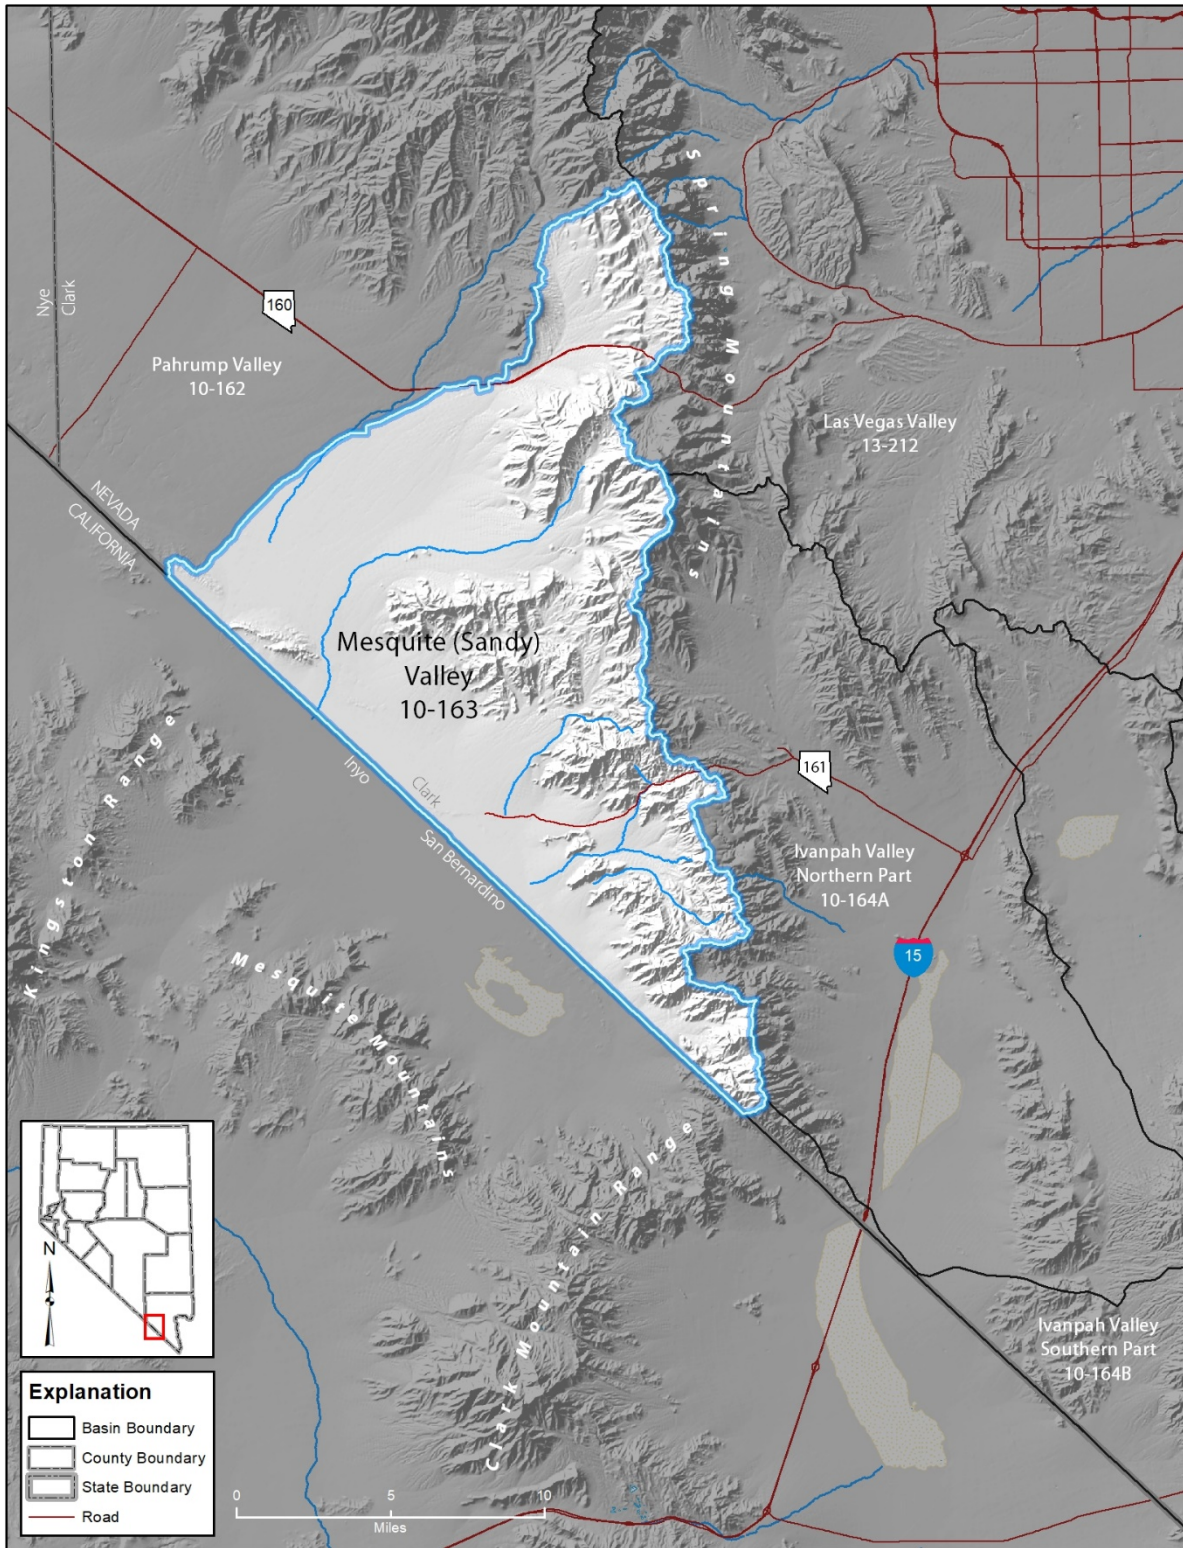 Spring Mountains
160
Nye
Clark
Pahrump Valley
10-162
Las Vegas Valley
13-212
NEVADA
CALIFORNIA
Mesquite (Sandy)
Valley
10-163
Kingston Range
Inyo
Clark
San Bernardino
161
Ivanpah Valley
Northern Part
10-164A
15
Mesquite Mountains
Clark Mountain Range
Ivanpah Valley
Southern Part
10-164B
N
Explanation
Basin Boundary
County Boundary
State Boundary
Road
0 5 10
Miles